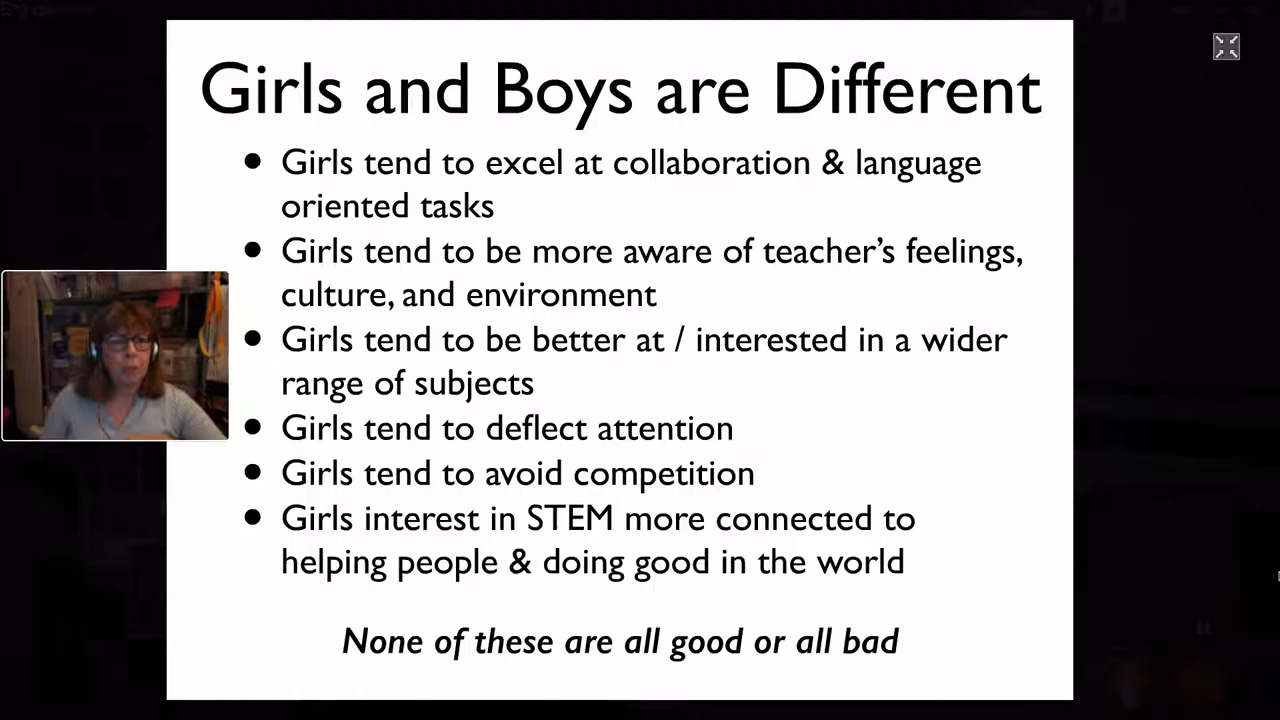 Girls and Boys are Different
• Girls tend to excel at collaboration & language
oriented tasks
• Girls tend to be more aware of teacher’s feelings,
culture, and environment
• Girls tend to be better at / interested in a wider
range of subjects
• Girls tend to deflect attention
• Girls tend to avoid competition
• Girls interest in STEM more connected to
helping people & doing good in the world
None of these are all good or all bad